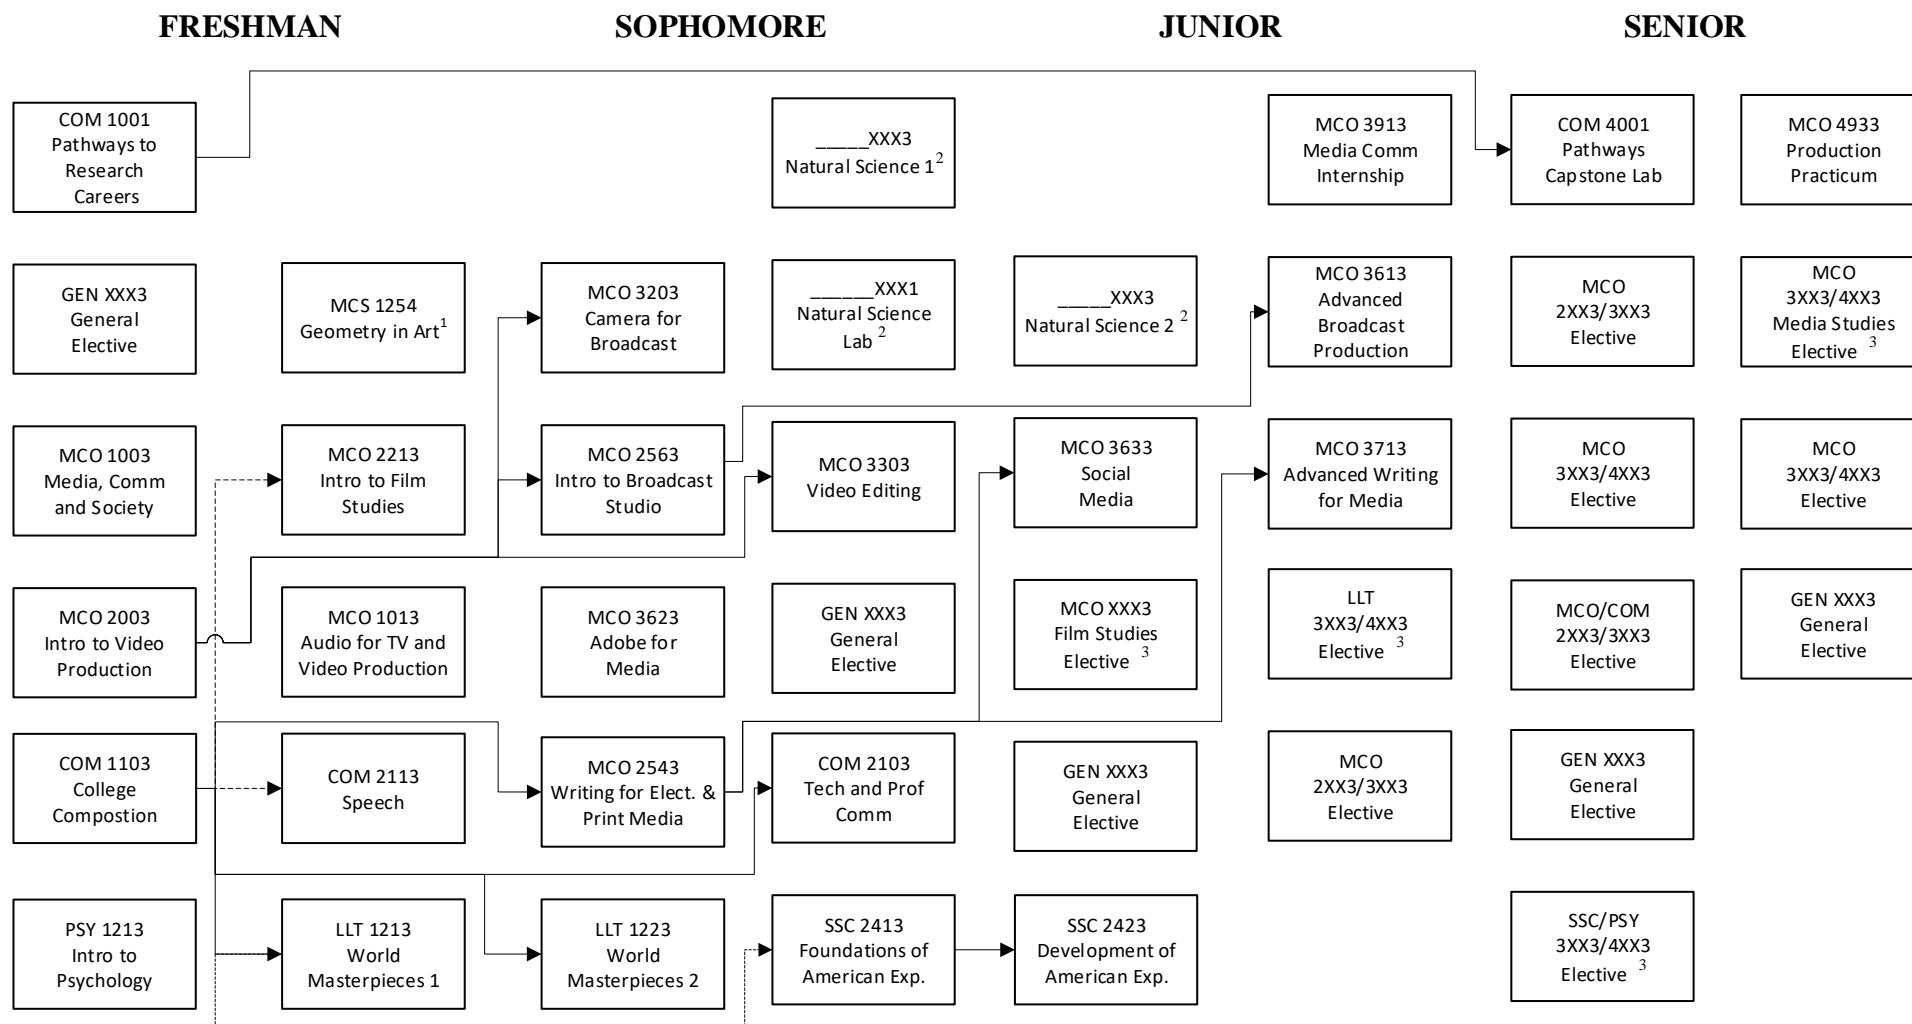 FRESHMAN
SOPHOMORE
JUNIOR
SENIOR
COM 1001
Pathways to
Research
Careers
_____XXX3
Natural Science 1²
MCO 3913
Media Comm
Internship
COM 4001
Pathways
Capstone Lab
MCO 4933
Production
Practicum
GEN XXX3
General
Elective
MCS 1254
Geometry in Art¹
MCO 3203
Camera for
Broadcast
______XXX1
Natural Science
Lab ²
_____XXX3
Natural Science 2 ²
MCO 3613
Advanced
Broadcast
Production
MCO
2XX3/3XX3
Elective
MCO
3XX3/4XX3
Media Studies
Elective ³
MCO 1003
Media, Comm
and Society
MCO 2213
Intro to Film
Studies
MCO 2563
Intro to Broadcast
Studio
MCO 3303
Video Editing
MCO 3633
Social
Media
MCO 3713
Advanced Writing
for Media
MCO
3XX3/4XX3
Elective
MCO
3XX3/4XX3
Elective
MCO 2003
Intro to Video
Production
MCO 1013
Audio for TV and
Video Production
MCO 3623
Adobe for
Media
GEN XXX3
General
Elective
MCO XXX3
Film Studies
Elective ³
LLT
3XX3/4XX3
Elective ³
MCO/COM
2XX3/3XX3
Elective
GEN XXX3
General
Elective
COM 1103
College
Compostion
COM 2113
Speech
MCO 2543
Writing for Elect. &
Print Media
COM 2103
Tech and Prof
Comm
GEN XXX3
General
Elective
MCO
2XX3/3XX3
Elective
GEN XXX3
General
Elective
PSY 1213
Intro to
Psychology
LLT 1213
World
Masterpieces 1
LLT 1223
World
Masterpieces 2
SSC 2413
Foundations of
American Exp.
SSC 2423
Development of
American Exp.
SSC/PSY
3XX3/4XX3
Elective ³